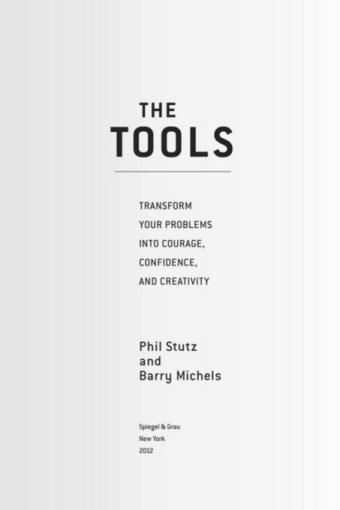 THE
TOOLS
TRANSFORM
YOUR PROBLEMS
INTO COURAGE,
CONFIDENCE,
AND CREATIVITY
Phil Stutz
and
Barry Michels
Spiegel & Grau
New York
2012